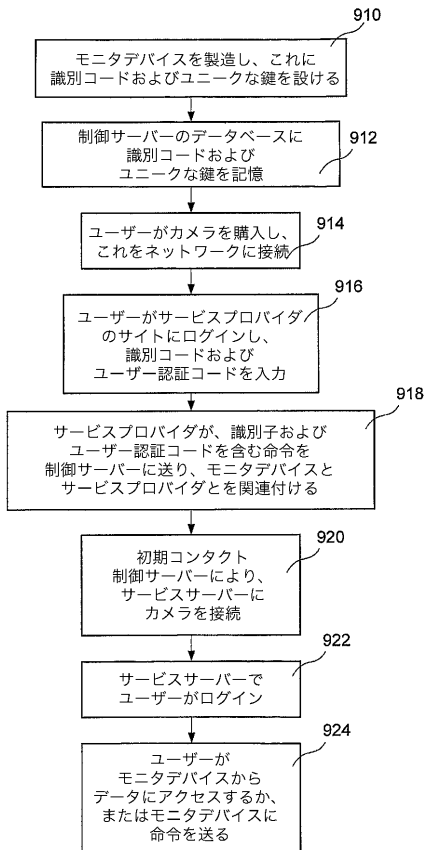 910
モニタデバイスを製造し、これに
識別コードおよびユニークな鍵を設ける
912
制御サーバーのデータベースに
識別コードおよび
ユニークな鍵を記憶
914
ユーザーがカメラを購入し、
これをネットワークに接続
916
ユーザーがサービスプロバイダ
のサイトにログインし、
識別コードおよび
ユーザー認証コードを入力
918
サービスプロバイダが、識別子および
ユーザー認証コードを含む命令を
制御サーバーに送り、モニタデバイスと
サービスプロバイダとを関連付ける
920
初期コンタクト
制御サーバーにより、
サービスサーバーに
カメラを接続
922
サービスサーバーで
ユーザーがログイン
924
ユーザーが
モニタデバイスから
データにアクセスするか、
またはモニタデバイスに
命令を送る